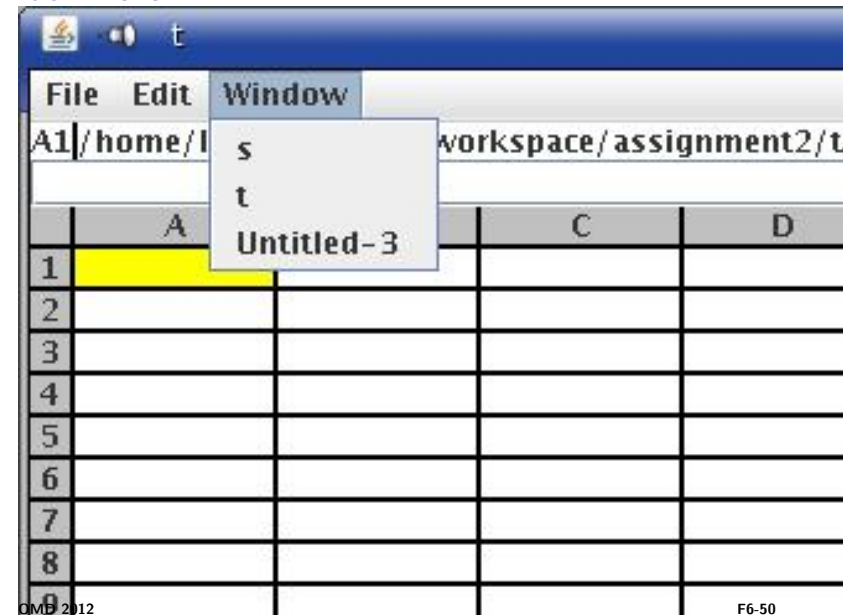 t
File Edit Window
A1 /home/l workspace/assignment2/t
s
t
Untitled-3
A C D
1
2
3
4
5
6
7
8
9
OMD 2012 F6-50